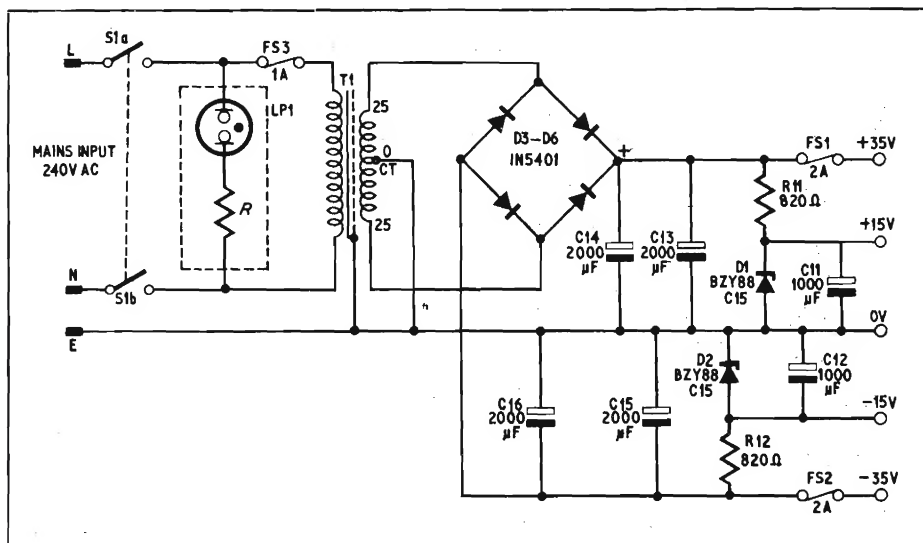 L
S1a
FS3
1A
T1
LP1
MAINS INPUT
240V AC
R
N
S1b
E
25
0
CT
25
D3-D6
IN5401
+
C14
2000
µF
C13
2000
µF
FS1
2A
+35V
R11
820Ω
+15V
D1
BZY88
C15
C11
1000
µF
0V
C16
2000
µF
C15
2000
µF
D2
BZY88
C15
C12
1000
µF
-15V
R12
820Ω
FS2
2A
-35V